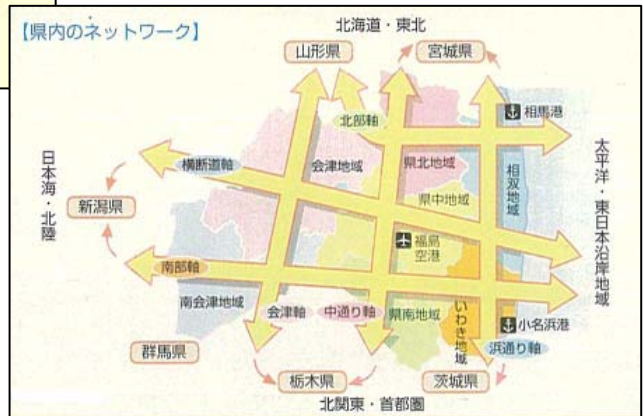 【県内のネットワーク】
北海道・東北
山形県
宮城県
北部軸
相馬港
日本海・北陸
横断道軸
会津地域
県北地域
相双地域
太平洋・東日本沿岸地域
県中地域
新潟県
福島
空港
南部軸
南会津地域
会津軸
中通り軸
県南地域
いわき地域
小名浜港
浜通り軸
群馬県
栃木県
茨城県
北関東・首都圏